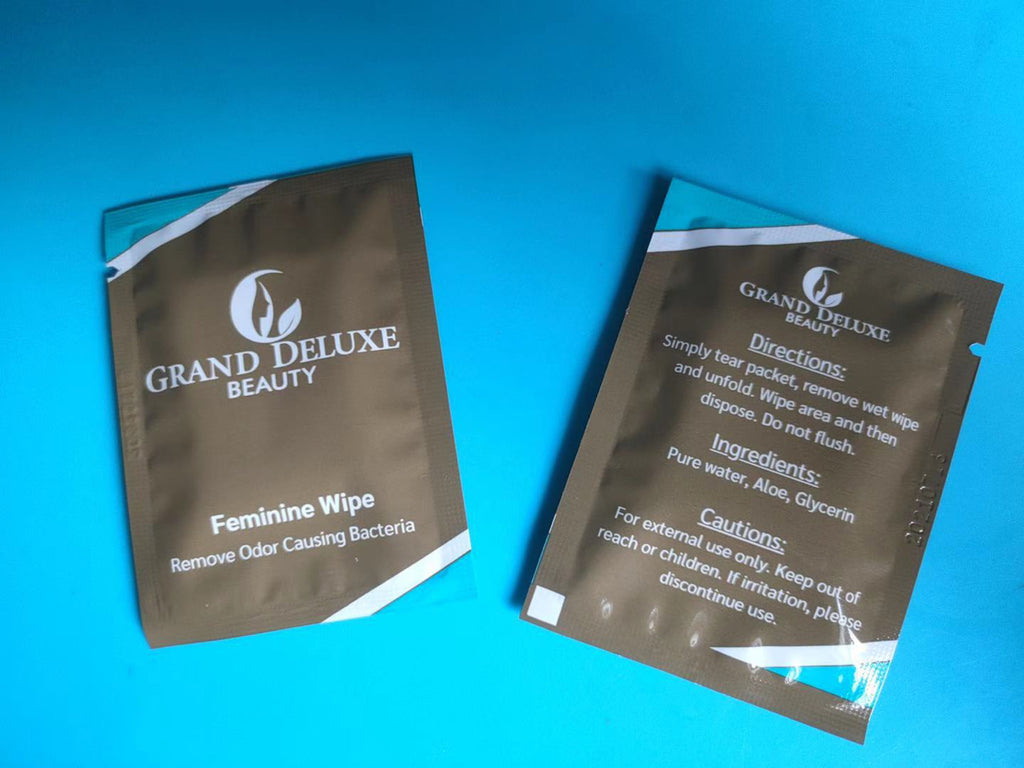 GRAND DELUXE
BEAUTY
Feminine Wipe
Remove Odor Causing Bacteria
GRAND DELUXE
BEAUTY
Directions:
Simply tear packet, remove wet wipe
and unfold. Wipe area and then
dispose. Do not flush.
Ingredients:
Pure water, Aloe, Glycerin
Cautions:
For external use only. Keep out of
reach or children. If irritation, please
discontinue use.